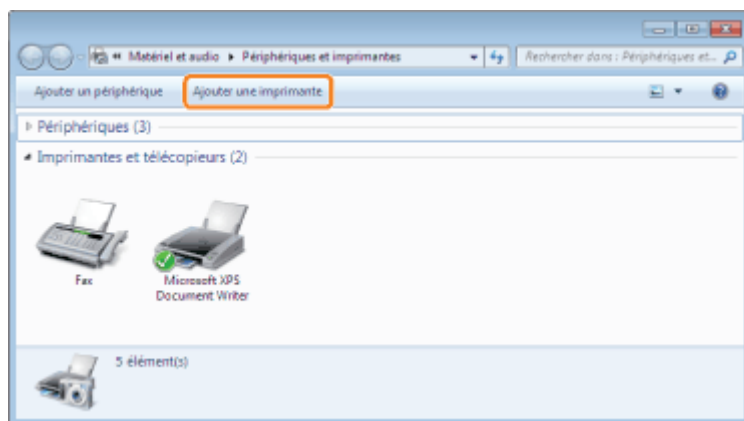 « Matériel et audio ▸ Périphériques et imprimantes
Rechercher dans : Périphériques et...
Ajouter un périphérique
Ajouter une imprimante
Périphériques (3)
Imprimantes et télécopieurs (2)
Fax
Microsoft XPS
Document Writer
5 élément(s)